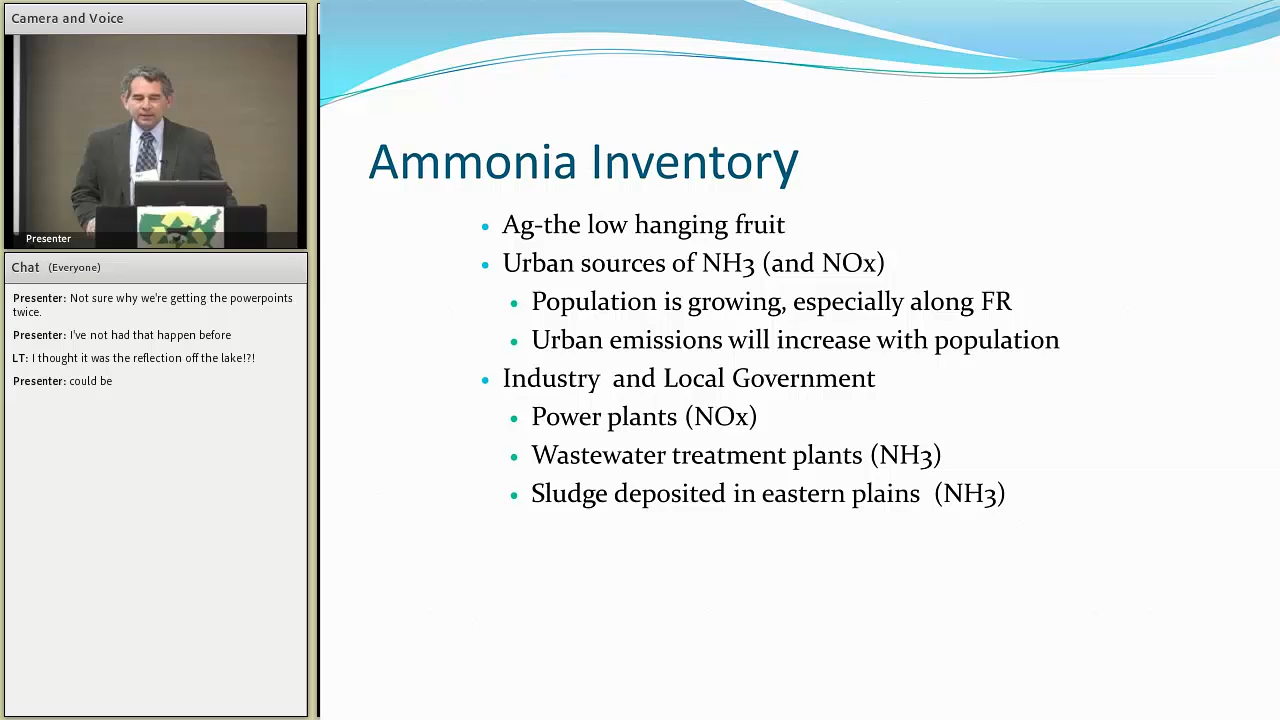 Camera and Voice
Presenter
Chat (Everyone)
Presenter: Not sure why we're getting the powerpoints
twice.
Presenter: I've not had that happen before
LT: I thought it was the reflection off the lake!?!
Presenter: could be
Ammonia Inventory
• Ag-the low hanging fruit
• Urban sources of NH3 (and NOx)
• Population is growing, especially along FR
• Urban emissions will increase with population
• Industry and Local Government
• Power plants (NOx)
• Wastewater treatment plants (NH3)
• Sludge deposited in eastern plains (NH3)